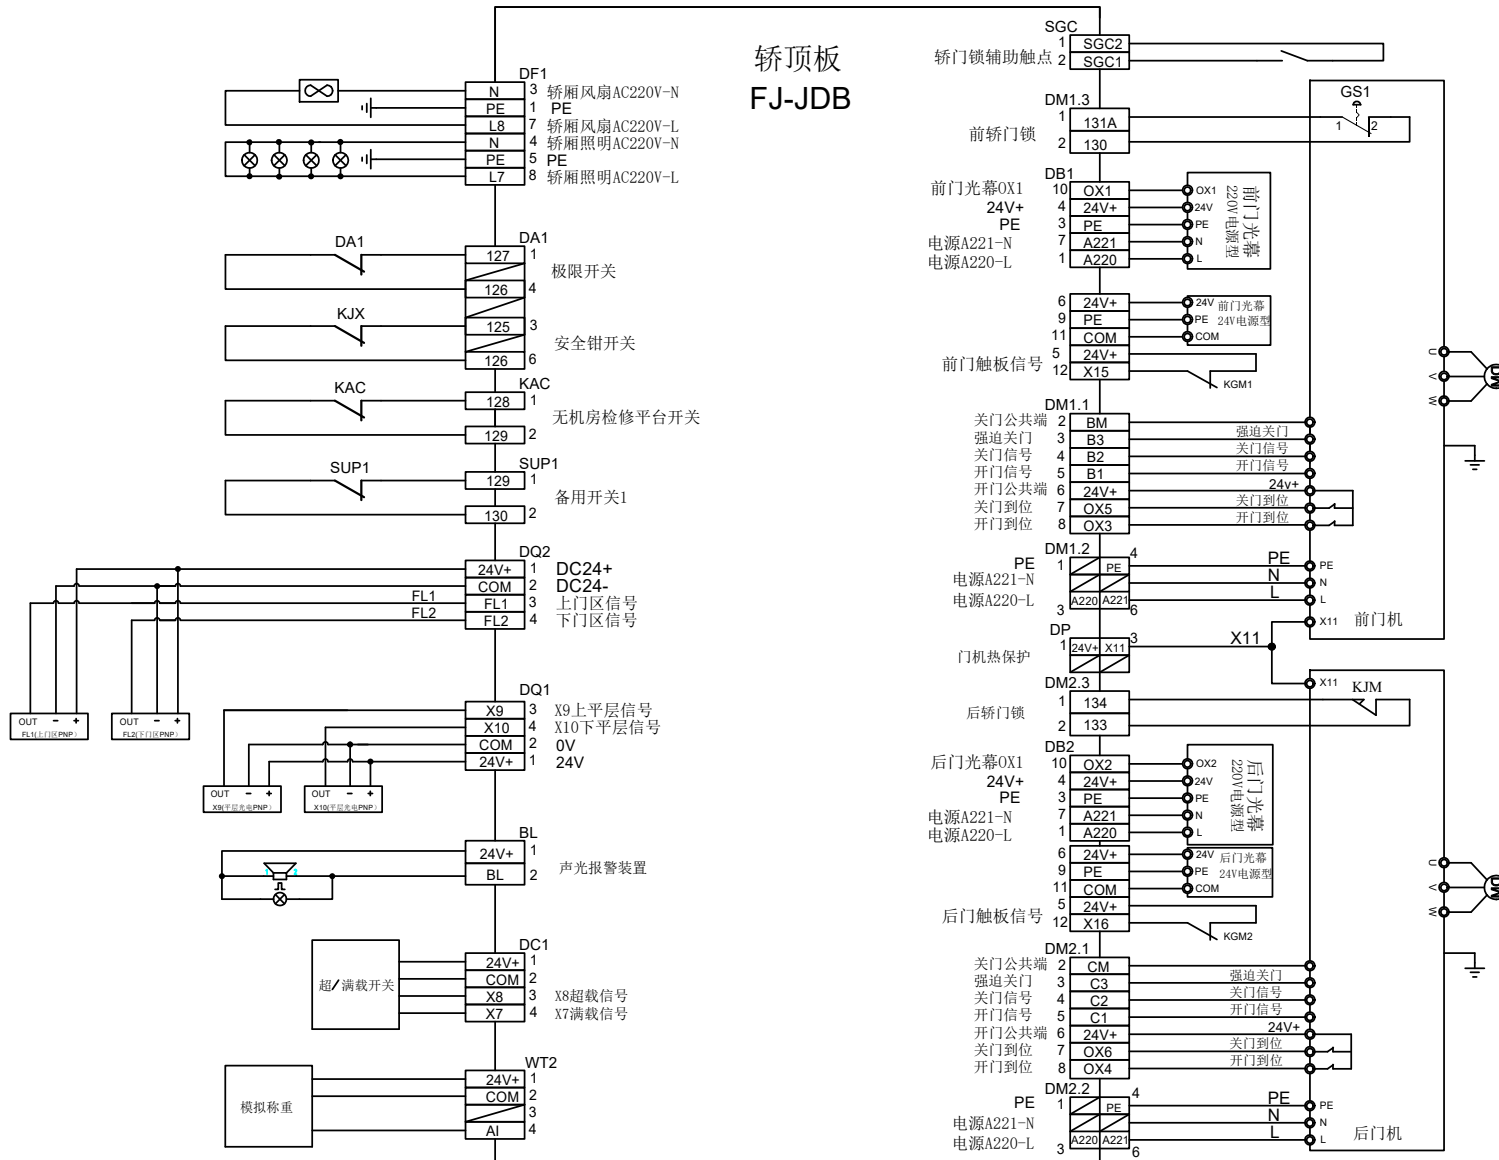 轿顶板
FJ-JDB
DF1
N 3 轿厢风扇AC220V-N
PE 1 PE
L8 7 轿厢风扇AC220V-L
N 4 轿厢照明AC220V-N
PE 5 PE
L7 8 轿厢照明AC220V-L
DA1
DA1
127 1
极限开关
126 4
KJX
125 3
安全钳开关
126 6
KAC
KAC
128 1
无机房检修平台开关
129 2
SUP1
SUP1
129 1
备用开关1
130 2
DQ2
24V+ 1 DC24+
COM 2 DC24-
FL1 FL1 3 上门区信号
FL2 FL2 4 下门区信号
OUT - +
FL1(上门区PNP)
OUT - +
FL2(下门区PNP)
DQ1
X9 3 X9上平层信号
X10 4 X10下平层信号
COM 2 0V
24V+ 1 24V
OUT - +
X9(平层光电PNP)
OUT - +
X10(平层光电PNP)
BL
24V+ 1
声光报警装置
BL 2
1 2
DC1
超/满载开关
24V+ 1
COM 2
X8 3 X8超载信号
X7 4 X7满载信号
WT2
模拟称重
24V+ 1
COM 2
3
AI 4
SGC
轿门锁辅助触点
1 SGC2
2 SGC1
DM1.3
前轿门锁
1 131A
2 130
GS1
1 2
DB1
前门光幕OX1 10 OX1 OX1
24V+ 4 24V+ 24V
PE 3 PE PE
电源A221-N 7 A221 N
电源A220-L 1 A220 L
前门光幕
220V电源型
6 24V+ 24V 前门光幕
9 PE PE 24V电源型
11 COM COM
前门触板信号
5 24V+
12 X15 KGM1
DM1.1
关门公共端 2 BM
强迫关门 3 B3 强迫关门
关门信号 4 B2 关门信号
开门信号 5 B1 开门信号
开门公共端 6 24V+ 24v+
关门到位 7 OX5 关门到位
开门到位 8 OX3 开门到位
U
V
W
DM1.2
PE 1 PE 4 PE PE
电源A221-N N N
电源A220-L 3 A220 A221 6 L L
X11 前门机
DP
门机热保护 1 24V+ X11 3 X11
X11
DM2.3
后轿门锁
1 134
2 133
KJM
DB2
后门光幕OX1 10 OX2 OX2
24V+ 4 24V+ 24V
PE 3 PE PE
电源A221-N 7 A221 N
电源A220-L 1 A220 L
后门光幕
220V电源型
6 24V+ 24V 后门光幕
9 PE PE 24V电源型
11 COM COM
后门触板信号
5 24V+
12 X16 KGM2
DM2.1
关门公共端 2 CM
强迫关门 3 C3 强迫关门
关门信号 4 C2 关门信号
开门信号 5 C1 开门信号
开门公共端 6 24V+ 24V+
关门到位 7 OX6 关门到位
开门到位 8 OX4 开门到位
U
V
W
DM2.2
PE 1 PE 4 PE PE
电源A221-N N N
电源A220-L 3 A220 A221 6 L L
后门机